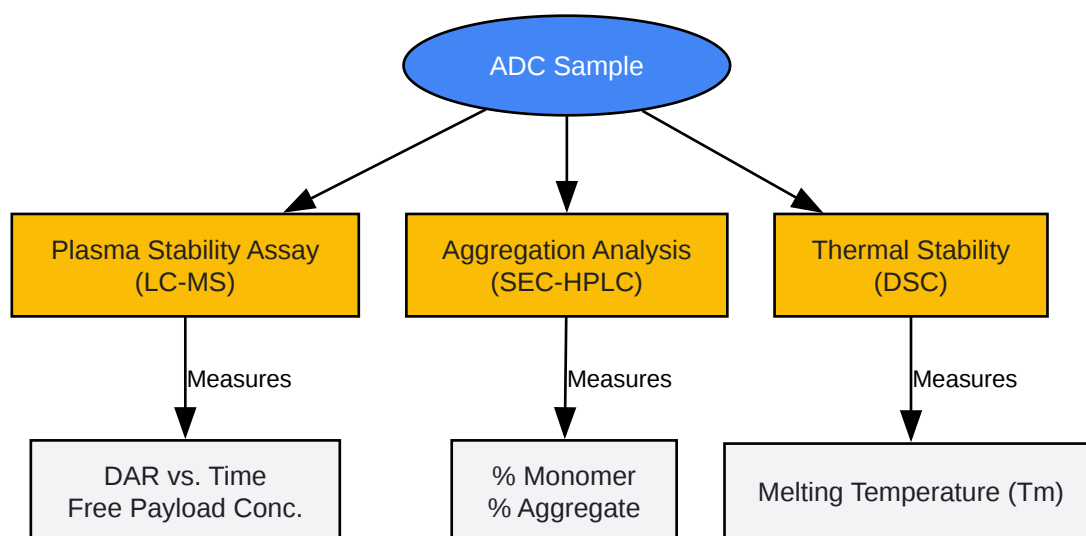 ADC Sample
Plasma Stability Assay
(LC-MS)
Aggregation Analysis
(SEC-HPLC)
Thermal Stability
(DSC)
Measures
Measures
Measures
DAR vs. Time
Free Payload Conc.
% Monomer
% Aggregate
Melting Temperature (Tm)